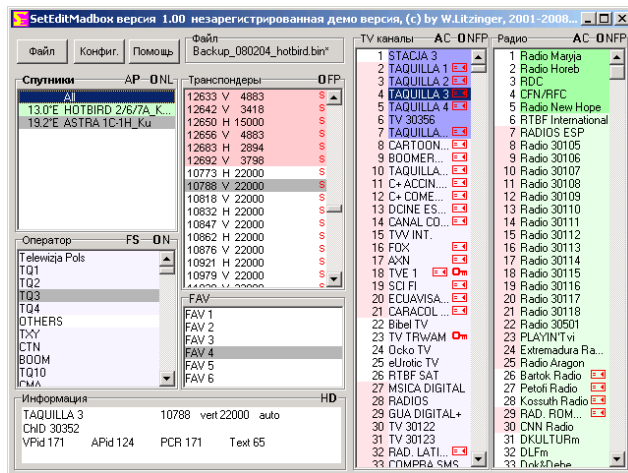 SetEditMadbox версия 1.00 незарегистрированная демо версия, (c) by W.Litzinger, 2001-2008...
Файл
Конфиг.
Помощь
Файл
Backup_080204_hotbird.bin*
Спутники AP - ONL
All
13.0°E HOTBIRD 2/6/7A_K...
19.2°E ASTRA 1C-1H_Ku
Оператор FS - ON
Telewizja Pols
TQ1
TQ2
TQ3
TQ4
OTHERS
TXY
CTN
BOOM
TQ10
CMA
Транспондеры OFP
12633 V 4883 S
12642 V 3418 S
12650 H 15000 S
12656 V 4883 S
12683 H 2894 S
12692 V 3798 S
10773 H 22000 S
10788 V 22000 S
10818 V 22000 S
10832 H 22000 S
10847 V 22000 S
10862 H 22000 S
10876 V 22000 S
10921 H 22000 S
10979 V 22000 S
FAV
FAV 1
FAV 2
FAV 3
FAV 4
FAV 5
FAV 6
TV каналы AC - ONFP
1 STACJA 3
2 TAQUILLA 1
3 TAQUILLA 2
4 TAQUILLA 3
5 TAQUILLA 4
6 TV 30356
7 TAQUILLA...
8 CARTOON...
9 BOOMER...
10 TAQUILLA...
11 C+ ACCIN...
12 C+ COME...
13 DCINE ES...
14 CANAL CO...
15 TVV INT.
16 FOX
17 AXN
18 TVE 1
19 SCI FI
20 ECUAVISA...
21 CARACOL...
22 Bibel TV
23 TV TRWAM
24 Ocko TV
25 eUrotic TV
26 RTBF SAT
27 MSICA DIGITAL
28 RADIOS
29 GUA DIGITAL+
30 TV 30122
31 TV 30123
32 RAD. LATI...
33 COMPRA SMS
Радио AC - ONFP
1 Radio Maryja
2 Radio Horeb
3 RDC
4 CFN/RFC
5 Radio New Hope
6 RTBF International
7 RADIOS ESP
8 Radio 30105
9 Radio 30106
10 Radio 30107
11 Radio 30108
12 Radio 30109
13 Radio 30110
14 Radio 30111
15 Radio 30112
16 Radio 30113
17 Radio 30114
18 Radio 30115
19 Radio 30116
20 Radio 30117
21 Radio 30118
22 Radio 30501
23 PLAYIN'Tvi
24 Extremadura Ra...
25 Radio Aragon
26 Bartok Radio
27 Petofi Radio
28 Kossuth Radio
29 RAD. ROM...
30 CNN Radio
31 DKULTURm
32 DLFm
33 Dok&Debe
Информация HD -
TAQUILLA 3 10788 vert 22000 auto
ChID 30352
VPid 171 APid 124 PCR 171 Text 65